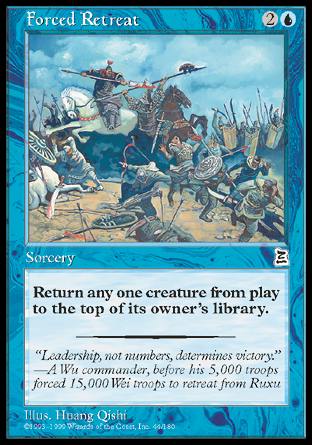 Forced Retreat 2
Sorcery
Return any one creature from play
to the top of its owner's library.
"Leadership, not numbers, determines victory."
—A Wu commander, before his 5,000 troops
forced 15,000 Wei troops to retreat from Ruxu
Illus. Huang Qishi
©1993-1999 Wizards of the Coast, Inc. 44/180